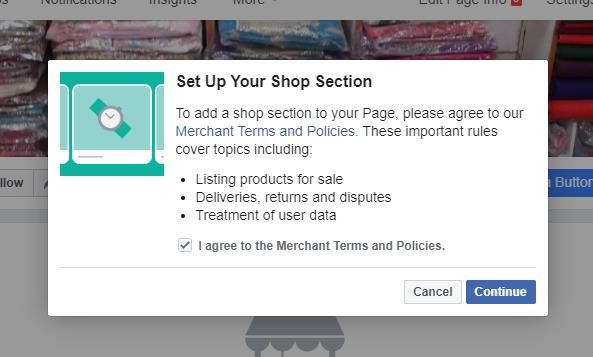 Notifications Insights More Edit Page Info Settings
Set Up Your Shop Section
To add a shop section to your Page, please agree to our
Merchant Terms and Policies. These important rules
cover topics including:
• Listing products for sale
• Deliveries, returns and disputes
• Treatment of user data
I agree to the Merchant Terms and Policies.
llow
Button
Cancel Continue